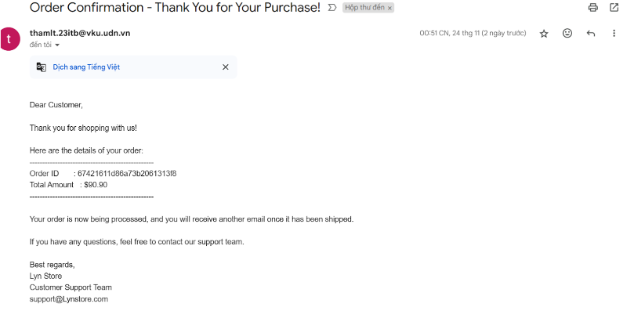 Order Confirmation - Thank You for Your Purchase! Hộp thư đến x
thamlt.23itb@vku.udn.vn 00:51 CN, 24 thg 11 (2 ngày trước)
t
đến tôi
Dịch sang Tiếng Việt
Dear Customer,
Thank you for shopping with us!
Here are the details of your order:
------------------------------------------------
Order ID : 67421611d86a73b2061313f8
Total Amount : $90.90
------------------------------------------------
Your order is now being processed, and you will receive another email once it has been shipped.
If you have any questions, feel free to contact our support team.
Best regards,
Lyn Store
Customer Support Team
support@Lynstore.com